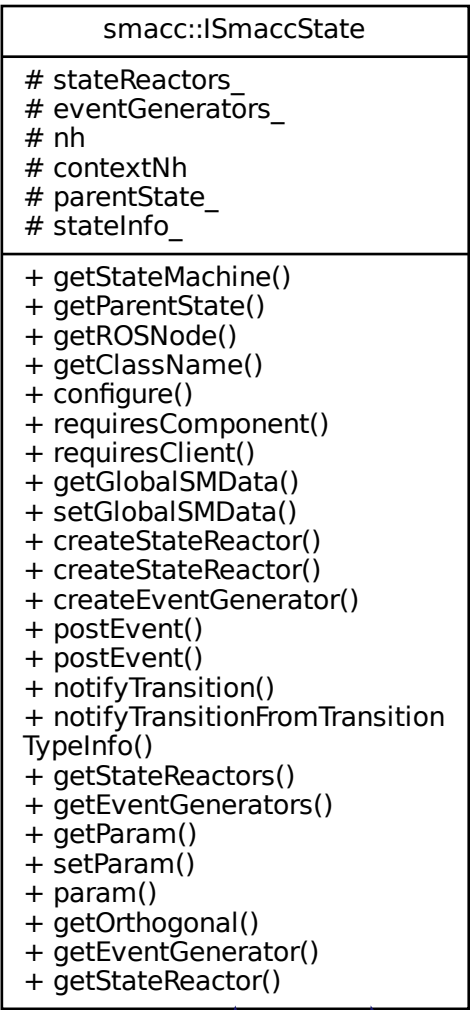 smacc::ISmaccState
# stateReactors_
# eventGenerators_
# nh
# contextNh
# parentState_
# stateInfo_
+ getStateMachine()
+ getParentState()
+ getROSNode()
+ getClassName()
+ configure()
+ requiresComponent()
+ requiresClient()
+ getGlobalSMData()
+ setGlobalSMData()
+ createStateReactor()
+ createStateReactor()
+ createEventGenerator()
+ postEvent()
+ postEvent()
+ notifyTransition()
+ notifyTransitionFromTransition
TypeInfo()
+ getStateReactors()
+ getEventGenerators()
+ getParam()
+ setParam()
+ param()
+ getOrthogonal()
+ getEventGenerator()
+ getStateReactor()